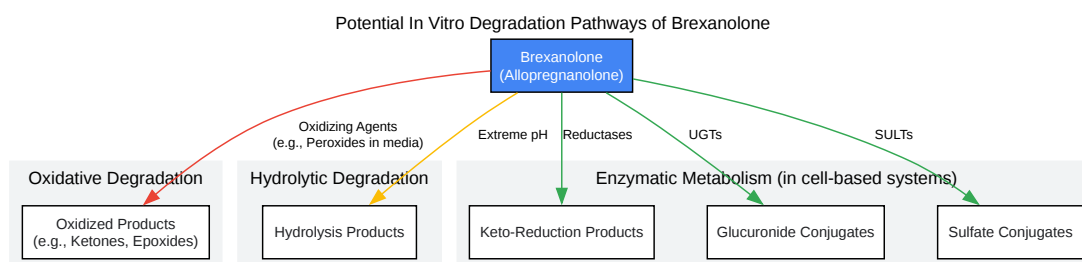 Potential In Vitro Degradation Pathways of Brexanolone
Brexanolone
(Allopregnanolone)
Oxidizing Agents
(e.g., Peroxides in media)
Extreme pH
Reductases
UGTs
SULTs
Oxidative Degradation
Hydrolytic Degradation
Enzymatic Metabolism (in cell-based systems)
Oxidized Products
(e.g., Ketones, Epoxides)
Hydrolysis Products
Keto-Reduction Products
Glucuronide Conjugates
Sulfate Conjugates